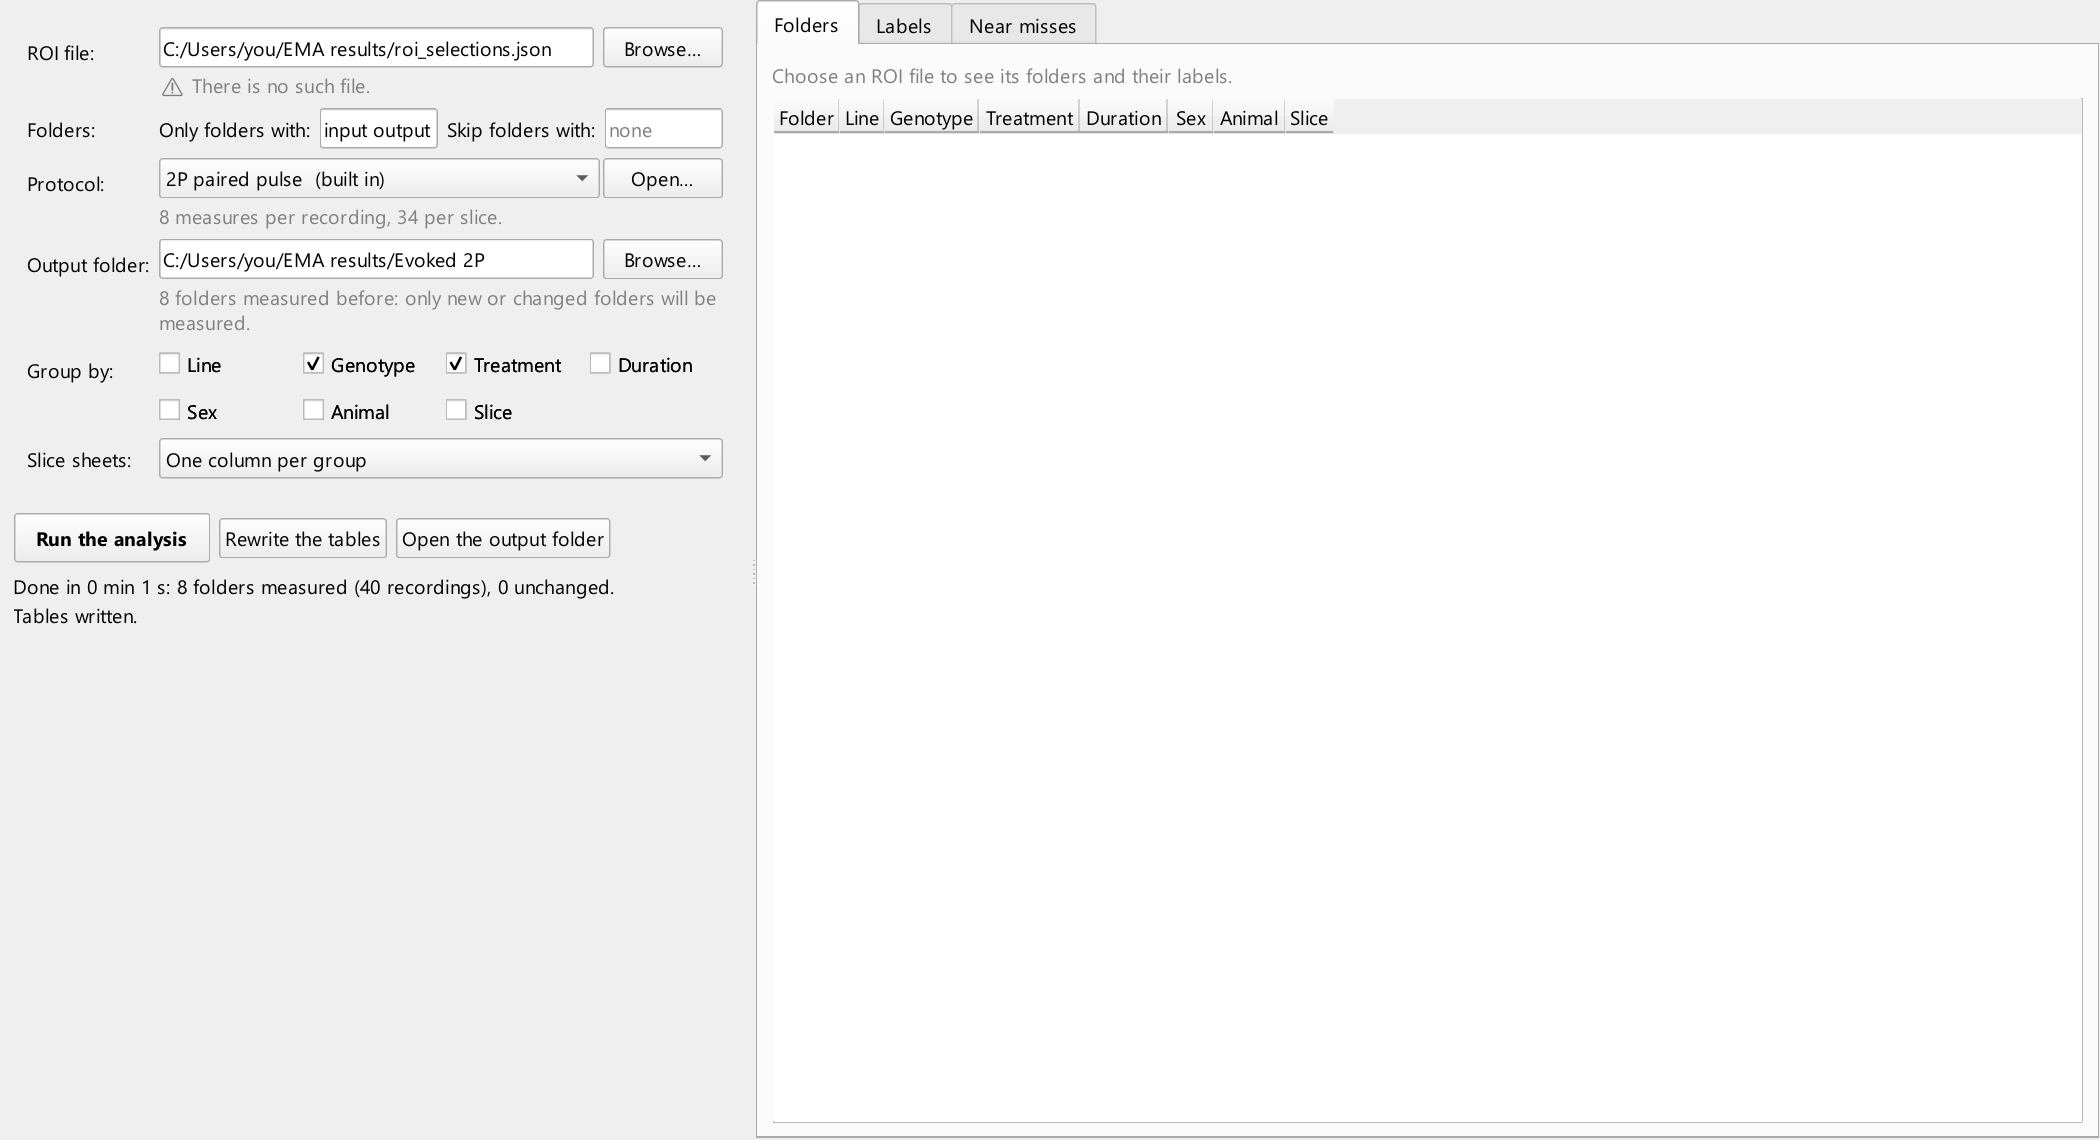 ROI file: C:/Users/you/EMA results/roi_selections.json Browse...
There is no such file.
Folders: Only folders with: input output Skip folders with: none
Protocol: 2P paired pulse (built in) Open...
8 measures per recording, 34 per slice.
Output folder: C:/Users/you/EMA results/Evoked 2P Browse...
8 folders measured before: only new or changed folders will be
measured.
Group by: Line Genotype Treatment Duration
Sex Animal Slice
Slice sheets: One column per group
Run the analysis Rewrite the tables Open the output folder
Done in 0 min 1 s: 8 folders measured (40 recordings), 0 unchanged.
Tables written.
Folders Labels Near misses
Choose an ROI file to see its folders and their labels.
Folder Line Genotype Treatment Duration Sex Animal Slice